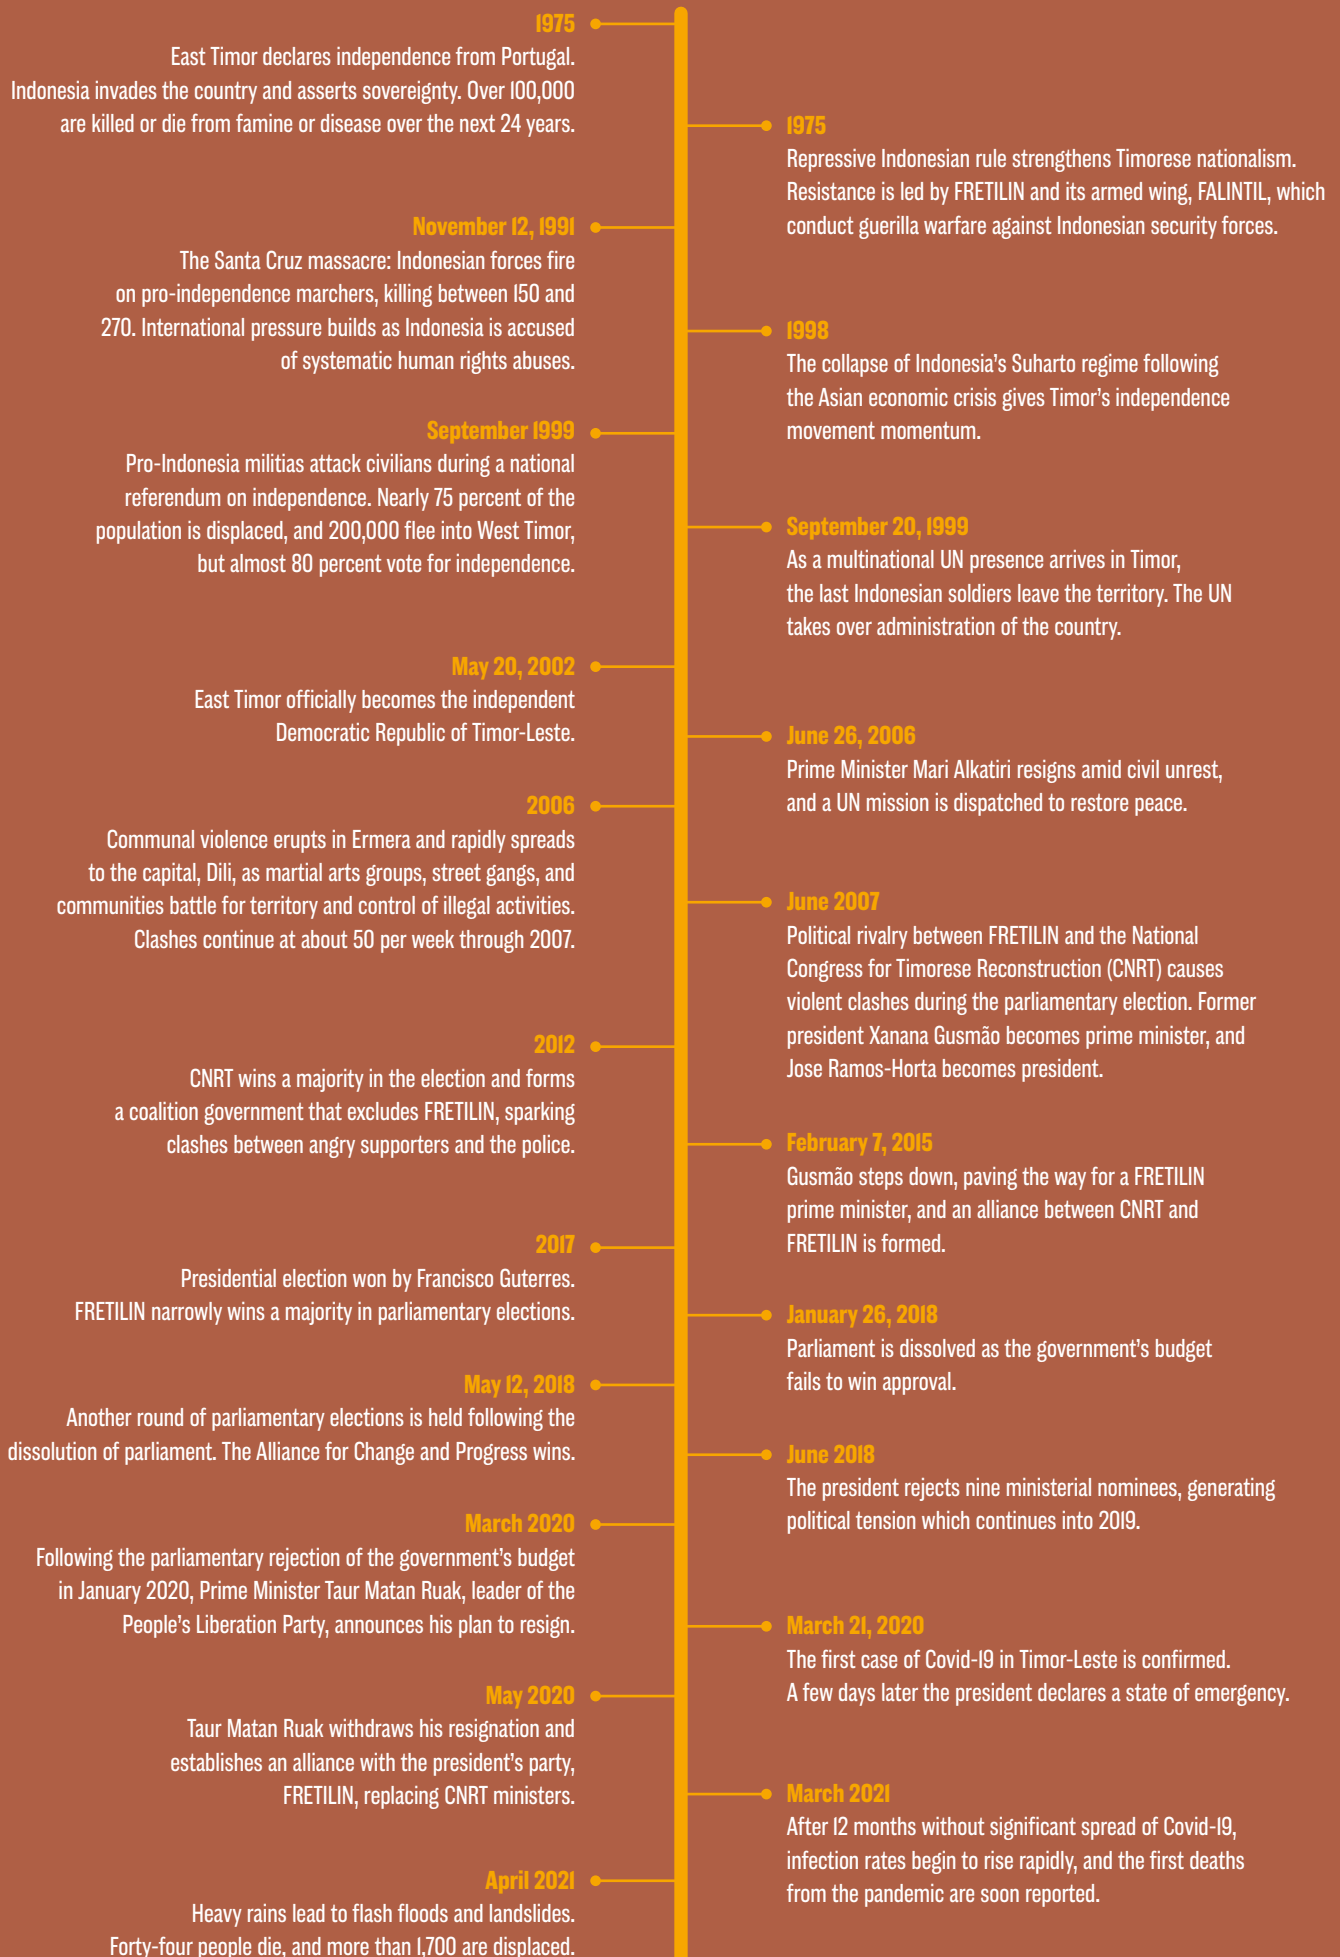 1975
East Timor declares independence from Portugal.
Indonesia invades the country and asserts sovereignty. Over 100,000
are killed or die from famine or disease over the next 24 years.
1975
Repressive Indonesian rule strengthens Timorese nationalism.
Resistance is led by FRETILIN and its armed wing, FALINTIL, which
conduct guerilla warfare against Indonesian security forces.
November 12, 1991
The Santa Cruz massacre: Indonesian forces fire
on pro-independence marchers, killing between 150 and
270. International pressure builds as Indonesia is accused
of systematic human rights abuses.
1998
The collapse of Indonesia's Suharto regime following
the Asian economic crisis gives Timor's independence
movement momentum.
September 1999
Pro-Indonesia militias attack civilians during a national
referendum on independence. Nearly 75 percent of the
population is displaced, and 200,000 flee into West Timor,
but almost 80 percent vote for independence.
September 20, 1999
As a multinational UN presence arrives in Timor,
the last Indonesian soldiers leave the territory. The UN
takes over administration of the country.
May 20, 2002
East Timor officially becomes the independent
Democratic Republic of Timor-Leste.
June 26, 2006
Prime Minister Mari Alkatiri resigns amid civil unrest,
and a UN mission is dispatched to restore peace.
2006
Communal violence erupts in Ermera and rapidly spreads
to the capital, Dili, as martial arts groups, street gangs, and
communities battle for territory and control of illegal activities.
Clashes continue at about 50 per week through 2007.
June 2007
Political rivalry between FRETILIN and the National
Congress for Timorese Reconstruction (CNRT) causes
violent clashes during the parliamentary election. Former
president Xanana Gusmão becomes prime minister, and
Jose Ramos-Horta becomes president.
2012
CNRT wins a majority in the election and forms
a coalition government that excludes FRETILIN, sparking
clashes between angry supporters and the police.
February 7, 2015
Gusmão steps down, paving the way for a FRETILIN
prime minister, and an alliance between CNRT and
FRETILIN is formed.
2017
Presidential election won by Francisco Guterres.
FRETILIN narrowly wins a majority in parliamentary elections.
January 26, 2018
Parliament is dissolved as the government's budget
fails to win approval.
May 12, 2018
Another round of parliamentary elections is held following the
dissolution of parliament. The Alliance for Change and Progress wins.
June 2018
The president rejects nine ministerial nominees, generating
political tension which continues into 2019.
March 2020
Following the parliamentary rejection of the government's budget
in January 2020, Prime Minister Taur Matan Ruak, leader of the
People's Liberation Party, announces his plan to resign.
March 21, 2020
The first case of Covid-19 in Timor-Leste is confirmed.
A few days later the president declares a state of emergency.
May 2020
Taur Matan Ruak withdraws his resignation and
establishes an alliance with the president's party,
FRETILIN, replacing CNRT ministers.
March 2021
After 12 months without significant spread of Covid-19,
infection rates begin to rise rapidly, and the first deaths
from the pandemic are soon reported.
April 2021
Heavy rains lead to flash floods and landslides.
Forty-four people die, and more than 1,700 are displaced.